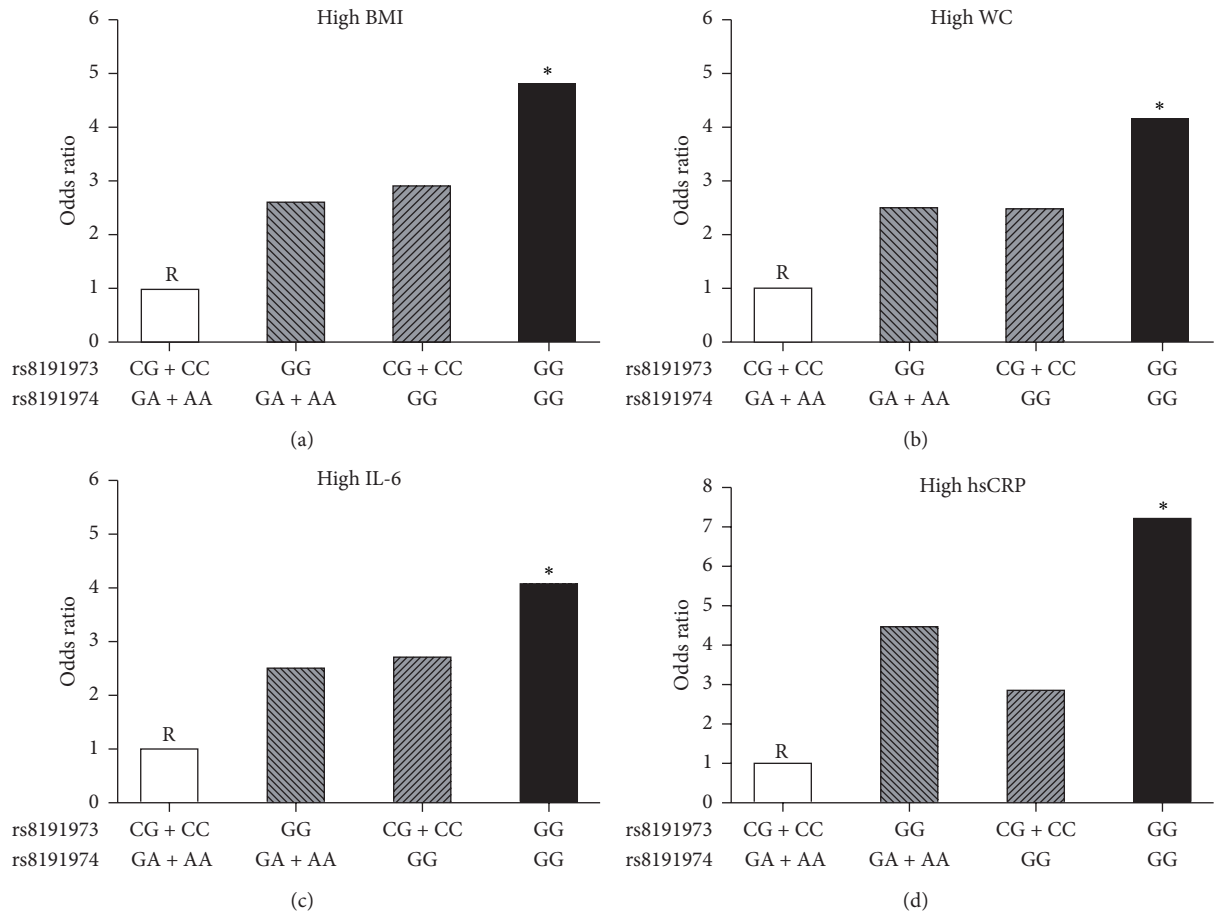 High BMI
6
5
4
3
2
1
0
Odds ratio
R
*
rs8191973 CG + CC GG CG + CC GG
rs8191974 GA + AA GA + AA GG GG
(a)
High WC
6
5
4
3
2
1
0
Odds ratio
R
*
rs8191973 CG + CC GG CG + CC GG
rs8191974 GA + AA GA + AA GG GG
(b)
High IL-6
6
5
4
3
2
1
0
Odds ratio
R
*
rs8191973 CG + CC GG CG + CC GG
rs8191974 GA + AA GA + AA GG GG
(c)
High hsCRP
8
7
6
5
4
3
2
1
0
Odds ratio
R
*
rs8191973 CG + CC GG CG + CC GG
rs8191974 GA + AA GA + AA GG GG
(d)